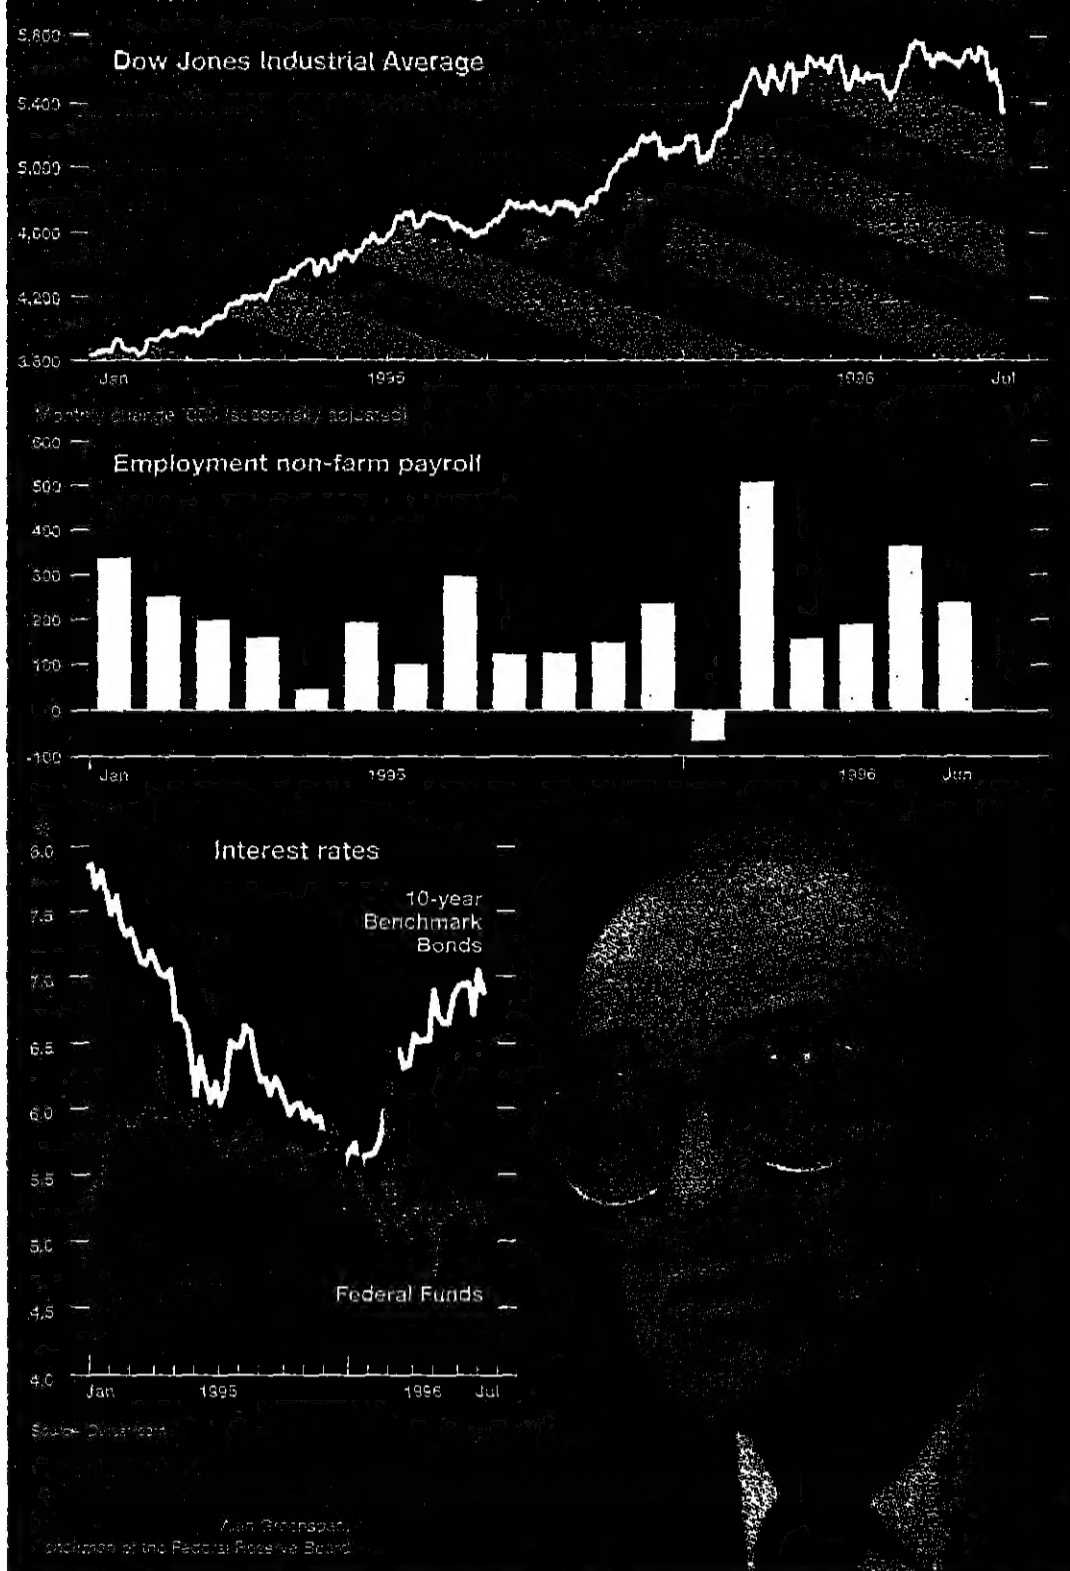 5,800
Dow Jones Industrial Average
5,400
5,000
4,600
4,200
3,800
Jan 1995 1996 Jul
Monthly change '000 (seasonally adjusted)
600
Employment non-farm payroll
500
400
300
200
100
0
-100
Jan 1995 1996 Jun
8.0
Interest rates
10-year
7.5
Benchmark
Bonds
7.0
6.5
6.0
5.5
5.0
Federal Funds
4.5
4.0
Jan 1995 1996 Jul
Source:
Alan Greenspan,
chairman of the Federal Reserve Board